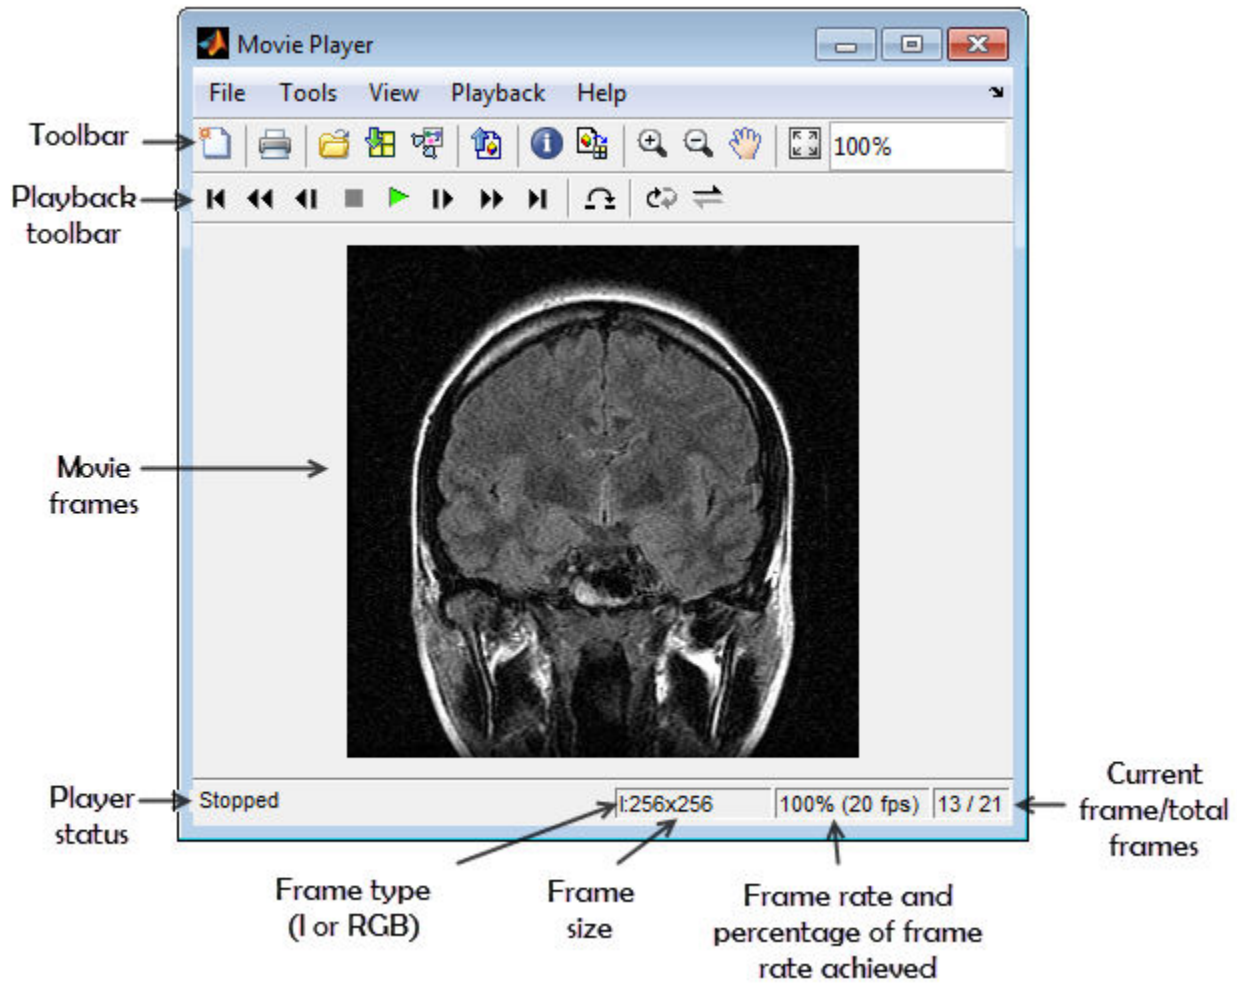 Movie Player
File Tools View Playback Help
Toolbar
100%
Playback
toolbar
Movie
frames
Player
status
Stopped
I:256x256
100% (20 fps)
13 / 21
Current
frame/total
frames
Frame type
(I or RGB)
Frame
size
Frame rate and
percentage of frame
rate achieved